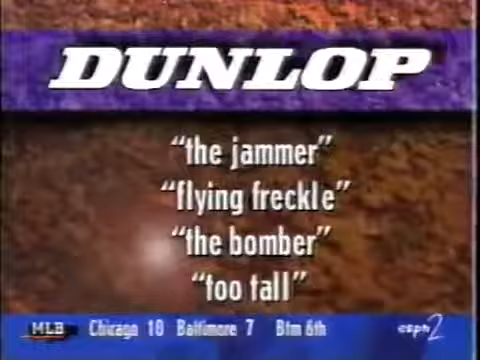 DUNLOP
“the jammer”
“flying freckle”
“the bomber”
“too tall”
MLB Chicago 10 Baltimore 7 Btm 6th espn2